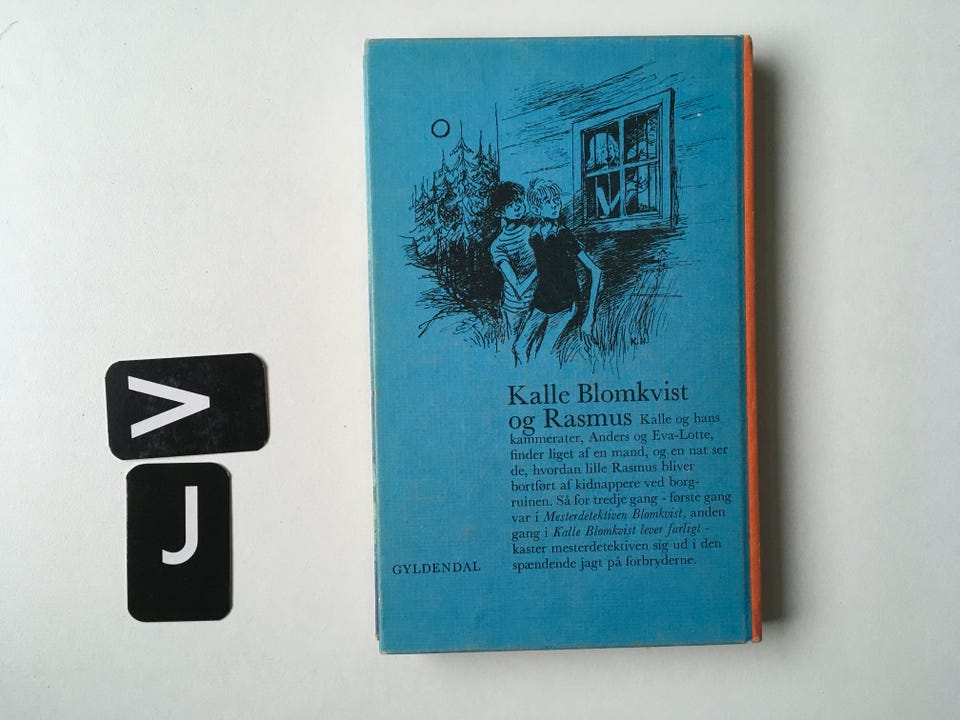 V
J
K.H.
Kalle Blomkvist
og Rasmus Kalle og hans
kammerater, Anders og Eva-Lotte,
finder liget af en mand, og en nat ser
de, hvordan lille Rasmus bliver
bortført af kidnappere ved borg-
ruinen. Så for tredje gang - første gang
var i Mesterdetektiven Blomkvist, anden
gang i Kalle Blomkvist lever farligt -
kaster mesterdetektiven sig ud i den
spændende jagt på forbryderne.
GYLDENDAL